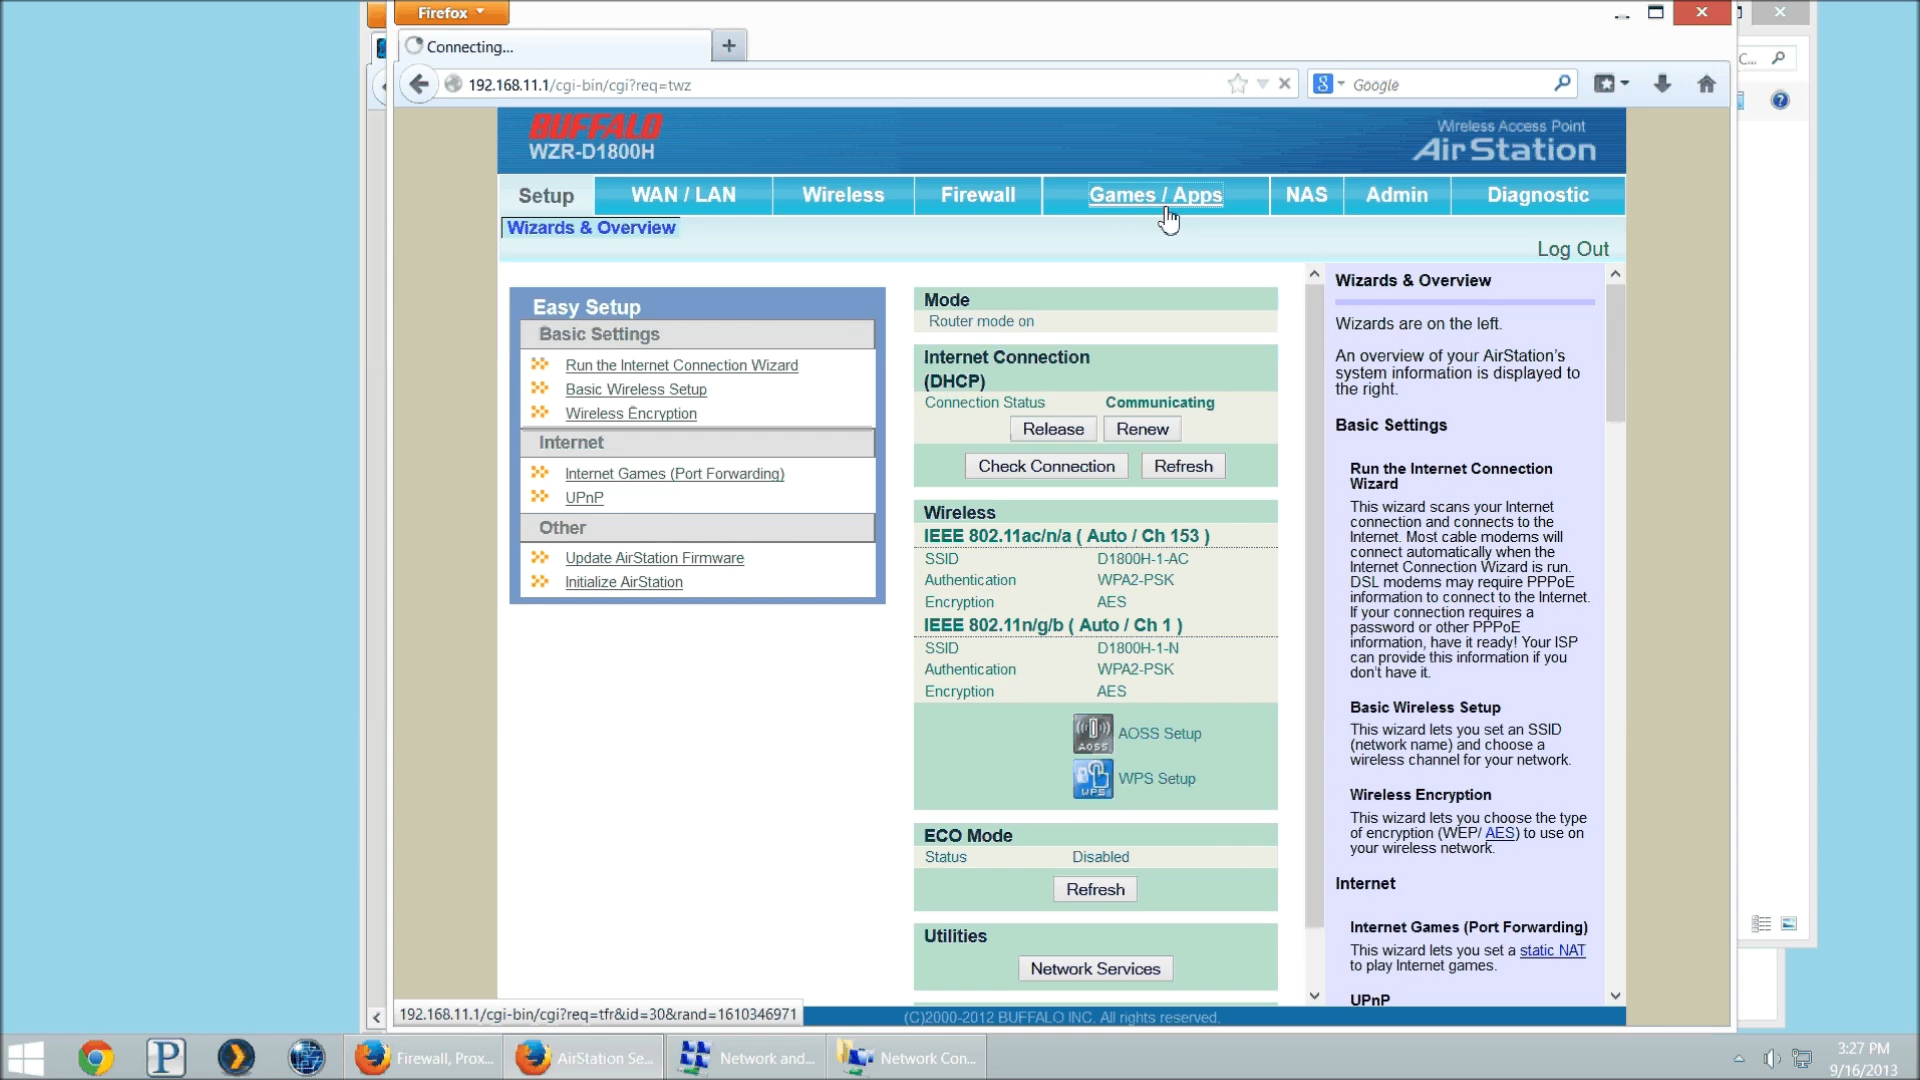 Firefox
Connecting...
192.168.11.1/cgi-bin/cgi?req=twz
Google
C...
BUFFALO
WZR-D1800H
Wireless Access Point
AirStation
Setup
WAN / LAN
Wireless
Firewall
Games / Apps
NAS
Admin
Diagnostic
Wizards & Overview
Log Out
Easy Setup
Basic Settings
Run the Internet Connection Wizard
Basic Wireless Setup
Wireless Encryption
Internet
Internet Games (Port Forwarding)
UPnP
Other
Update AirStation Firmware
Initialize AirStation
Mode
Router mode on
Internet Connection
(DHCP)
Connection Status Communicating
Release Renew
Check Connection Refresh
Wireless
IEEE 802.11ac/n/a ( Auto / Ch 153 )
SSID D1800H-1-AC
Authentication WPA2-PSK
Encryption AES
IEEE 802.11n/g/b ( Auto / Ch 1 )
SSID D1800H-1-N
Authentication WPA2-PSK
Encryption AES
AOSS AOSS Setup
WPS WPS Setup
ECO Mode
Status Disabled
Refresh
Utilities
Network Services
Wizards & Overview
Wizards are on the left.
An overview of your AirStation's
system information is displayed to
the right.
Basic Settings
Run the Internet Connection
Wizard
This wizard scans your Internet
connection and connects to the
Internet. Most cable modems will
connect automatically when the
Internet Connection Wizard is run.
DSL modems may require PPPoE
information to connect to the Internet.
If your connection requires a
password or other PPPoE
information, have it ready! Your ISP
can provide this information if you
don't have it.
Basic Wireless Setup
This wizard lets you set an SSID
(network name) and choose a
wireless channel for your network.
Wireless Encryption
This wizard lets you choose the type
of encryption (WEP/ AES) to use on
your wireless network.
Internet
Internet Games (Port Forwarding)
This wizard lets you set a static NAT
to play Internet games.
UPnP
192.168.11.1/cgi-bin/cgi?req=tfr&id=30&rand=1610346971
(C)2000-2012 BUFFALO INC. All rights reserved.
P
Firewall, Prox...
AirStation Se...
Network and...
Network Con...
3:27 PM
9/16/2013